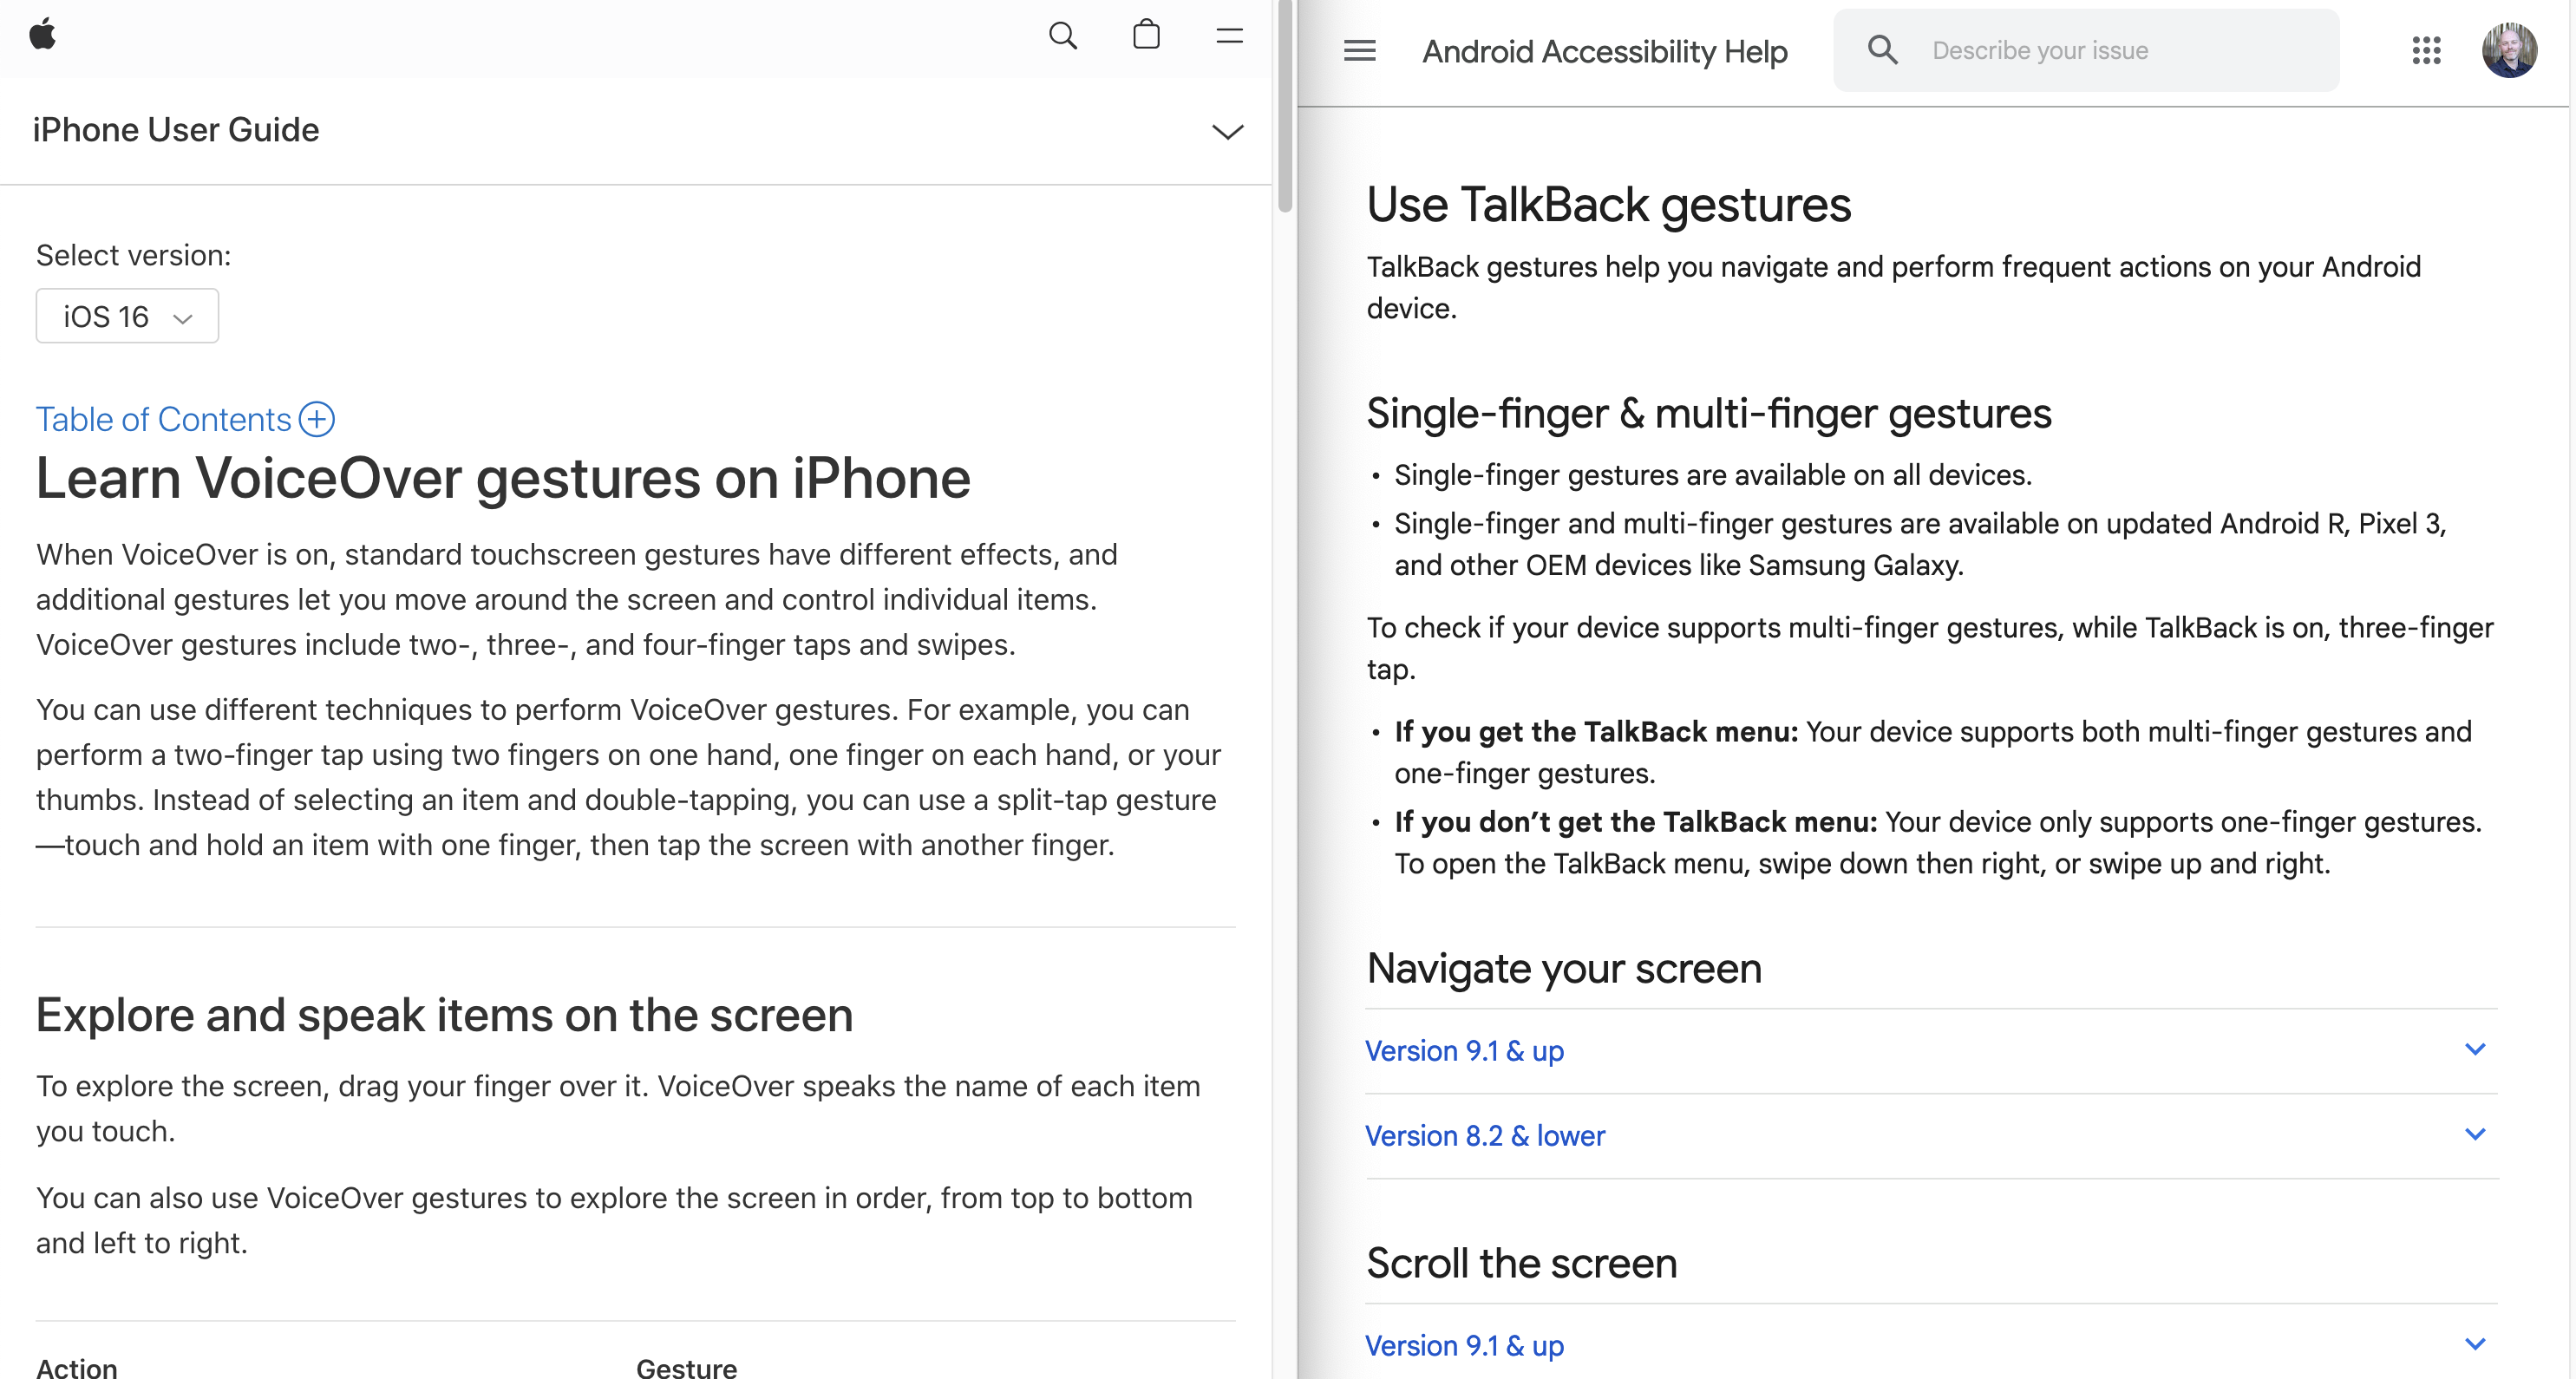 iPhone User Guide
Select version:
iOS 16
Table of Contents
Learn VoiceOver gestures on iPhone
When VoiceOver is on, standard touchscreen gestures have different effects, and
additional gestures let you move around the screen and control individual items.
VoiceOver gestures include two-, three-, and four-finger taps and swipes.
You can use different techniques to perform VoiceOver gestures. For example, you can
perform a two-finger tap using two fingers on one hand, one finger on each hand, or your
thumbs. Instead of selecting an item and double-tapping, you can use a split-tap gesture
—touch and hold an item with one finger, then tap the screen with another finger.
Explore and speak items on the screen
To explore the screen, drag your finger over it. VoiceOver speaks the name of each item
you touch.
You can also use VoiceOver gestures to explore the screen in order, from top to bottom
and left to right.
Action Gesture
Android Accessibility Help
Describe your issue
Use TalkBack gestures
TalkBack gestures help you navigate and perform frequent actions on your Android
device.
Single-finger & multi-finger gestures
• Single-finger gestures are available on all devices.
• Single-finger and multi-finger gestures are available on updated Android R, Pixel 3,
and other OEM devices like Samsung Galaxy.
To check if your device supports multi-finger gestures, while TalkBack is on, three-finger
tap.
• If you get the TalkBack menu: Your device supports both multi-finger gestures and
one-finger gestures.
• If you don’t get the TalkBack menu: Your device only supports one-finger gestures.
To open the TalkBack menu, swipe down then right, or swipe up and right.
Navigate your screen
Version 9.1 & up
Version 8.2 & lower
Scroll the screen
Version 9.1 & up